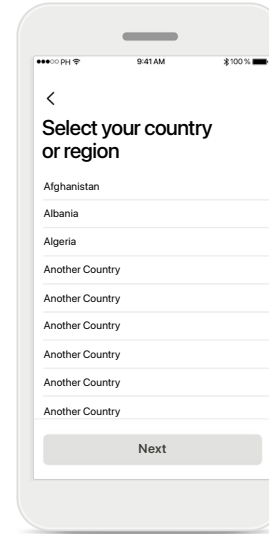 PH 9:41 AM 100 %
Select your country
or region
Afghanistan
Albania
Algeria
Another Country
Another Country
Another Country
Another Country
Another Country
Another Country
Next